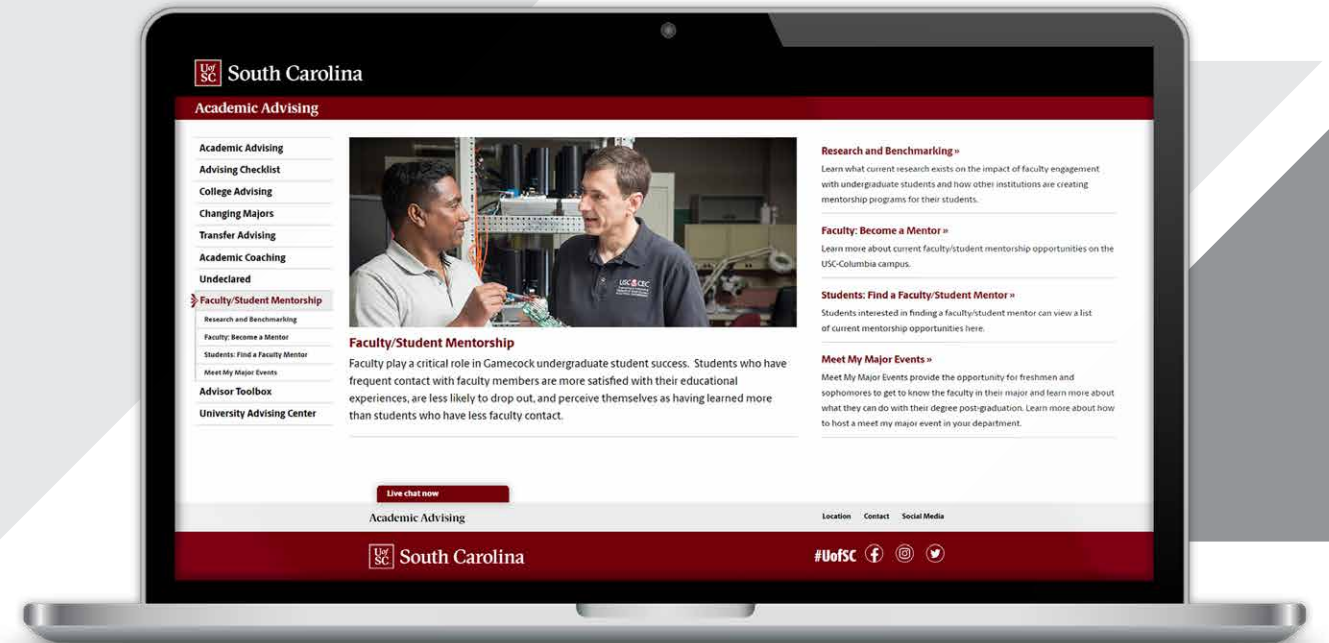 UofSC South Carolina
Academic Advising
Academic Advising
Advising Checklist
College Advising
Changing Majors
Transfer Advising
Academic Coaching
Undeclared
Faculty/Student Mentorship
Research and Benchmarking
Faculty: Become a Mentor
Students: Find a Faculty Mentor
Meet My Major Events
Advisor Toolbox
University Advising Center
USC CEC
Faculty/Student Mentorship
Faculty play a critical role in Gamecock undergraduate student success. Students who have
frequent contact with faculty members are more satisfied with their educational
experiences, are less likely to drop out, and perceive themselves as having learned more
than students who have less faculty contact.
Research and Benchmarking »
Learn what current research exists on the impact of faculty engagement
with undergraduate students and how other institutions are creating
mentorship programs for their students.
Faculty: Become a Mentor »
Learn more about current faculty/student mentorship opportunities on the
USC-Columbia campus.
Students: Find a Faculty/Student Mentor »
Students interested in finding a faculty/student mentor can view a list
of current mentorship opportunities here.
Meet My Major Events »
Meet My Major Events provide the opportunity for freshmen and
sophomores to get to know the faculty in their major and learn more about
what they can do with their degree post-graduation. Learn more about how
to host a meet my major event in your department.
Live chat now
Academic Advising
Location Contact Social Media
UofSC South Carolina
#UofSC